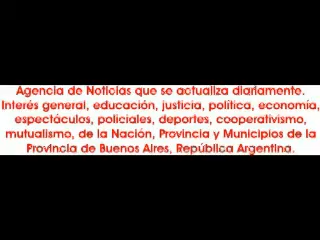 Agencia de Noticias que se actualiza diariamente.
Interés general, educación, justicia, política, economía,
espectáculos, policiales, deportes, cooperativismo,
mutualismo, de la Nación, Provincia y Municipios de la
Provincia de Buenos Aires, República Argentina.